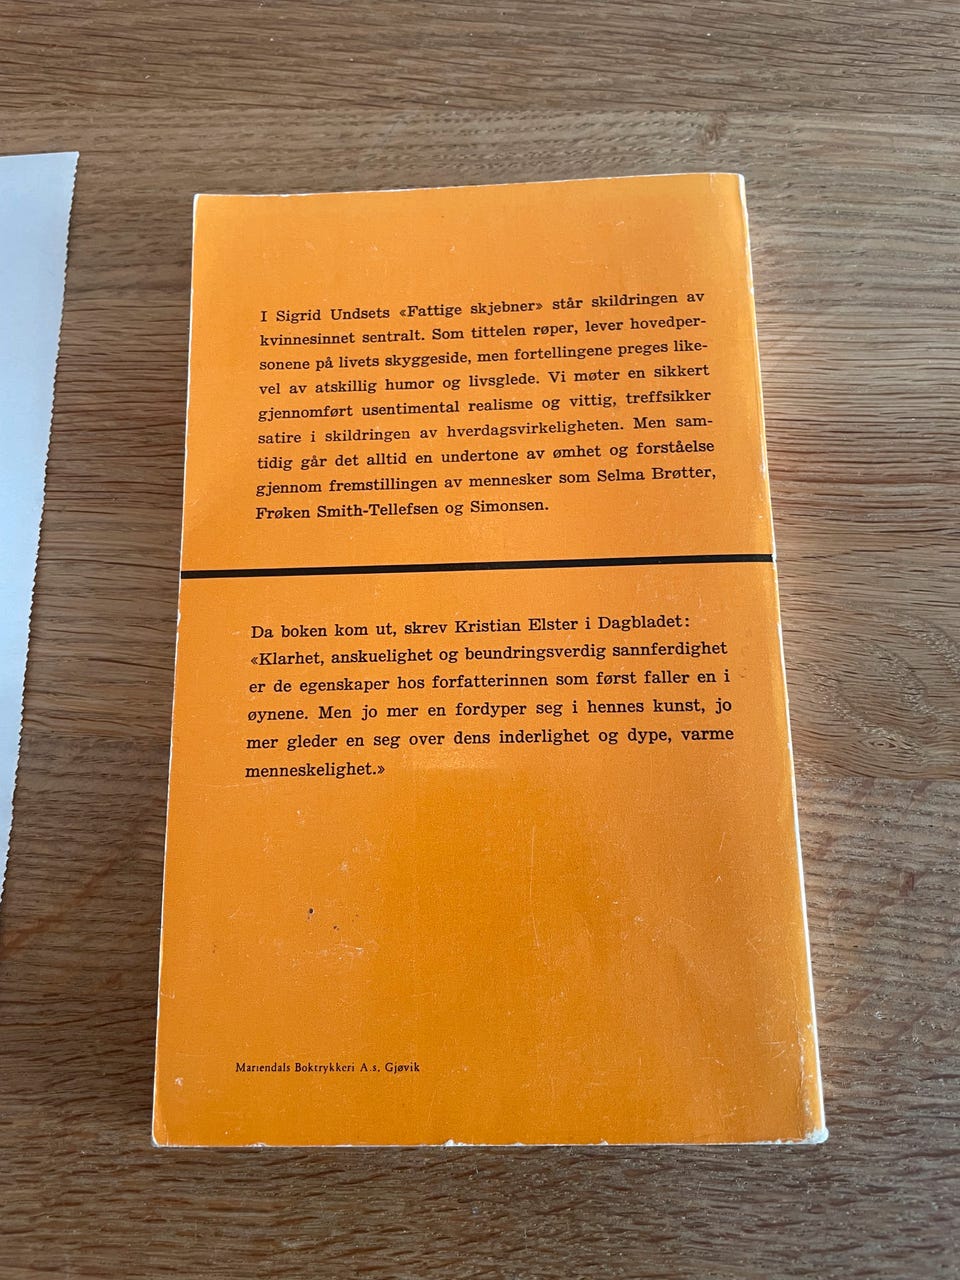 I Sigrid Undsets «Fattige skjebner» står skildringen av
kvinnesinnet sentralt. Som tittelen røper, lever hovedper-
sonene på livets skyggeside, men fortellingene preges like-
vel av atskillig humor og livsglede. Vi møter en sikkert
gjennomført usentimental realisme og vittig, treffsikker
satire i skildringen av hverdagsvirkeligheten. Men sam-
tidig går det alltid en undertone av ømhet og forståelse
gjennom fremstillingen av mennesker som Selma Brøtter,
Frøken Smith-Tellefsen og Simonsen.
Da boken kom ut, skrev Kristian Elster i Dagbladet:
«Klarhet, anskuelighet og beundringsverdig sannferdighet
er de egenskaper hos forfatterinnen som først faller en i
øynene. Men jo mer en fordyper seg i hennes kunst, jo
mer gleder en seg over dens inderlighet og dype, varme
menneskelighet.»
Mariendals Boktrykkeri A.s, Gjøvik